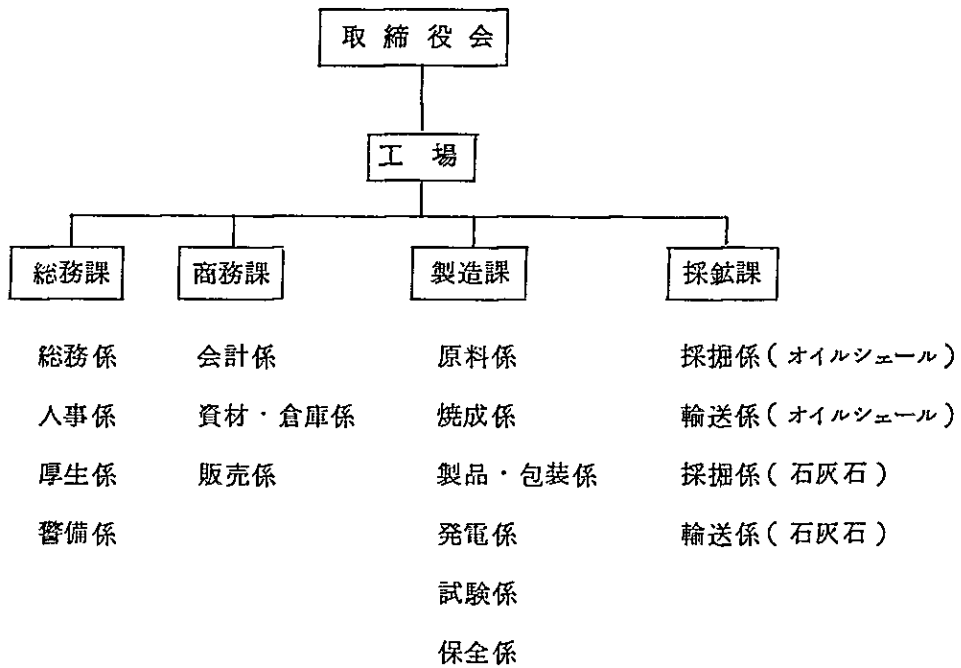 取締役会
工場
総務課 商務課 製造課 採鉱課
総務係 会計係 原料係 採掘係(オイルシェール)
人事係 資材・倉庫係 焼成係 輸送係(オイルシェール)
厚生係 販売係 製品・包装係 採掘係(石灰石)
警備係 発電係 輸送係(石灰石)
試験係
保全係